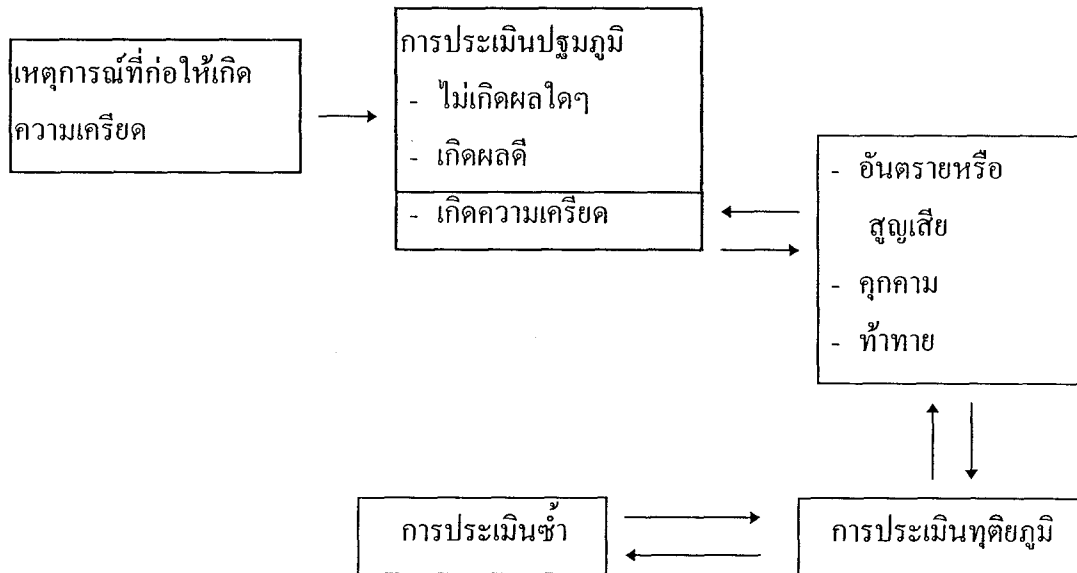 เหตุการณ์ที่ก่อให้เกิด
ความเครียด
การประเมินปฐมภูมิ
- ไม่เกิดผลใดๆ
- เกิดผลดี
- เกิดความเครียด
- อันตรายหรือ
สูญเสีย
- คุกคาม
- ท้าทาย
การประเมินซ้ำ
การประเมินทุติยภูมิ